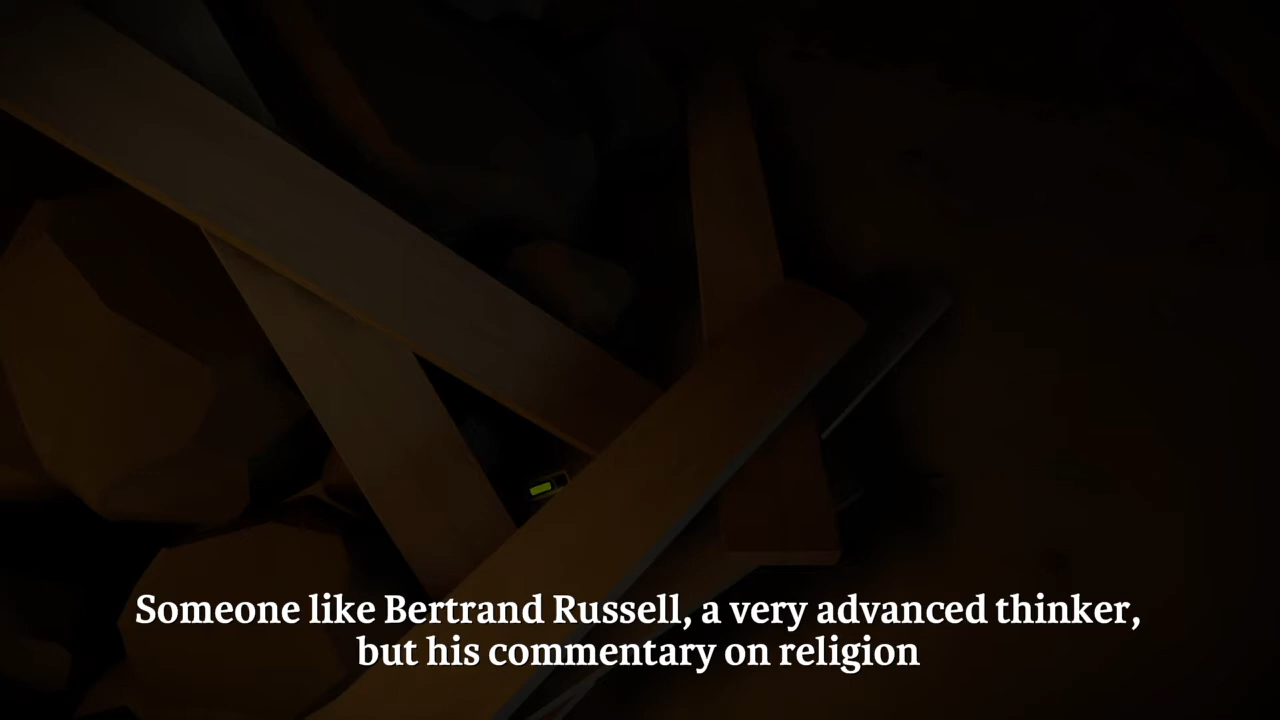 Someone like Bertrand Russell, a very advanced thinker,
but his commentary on religion